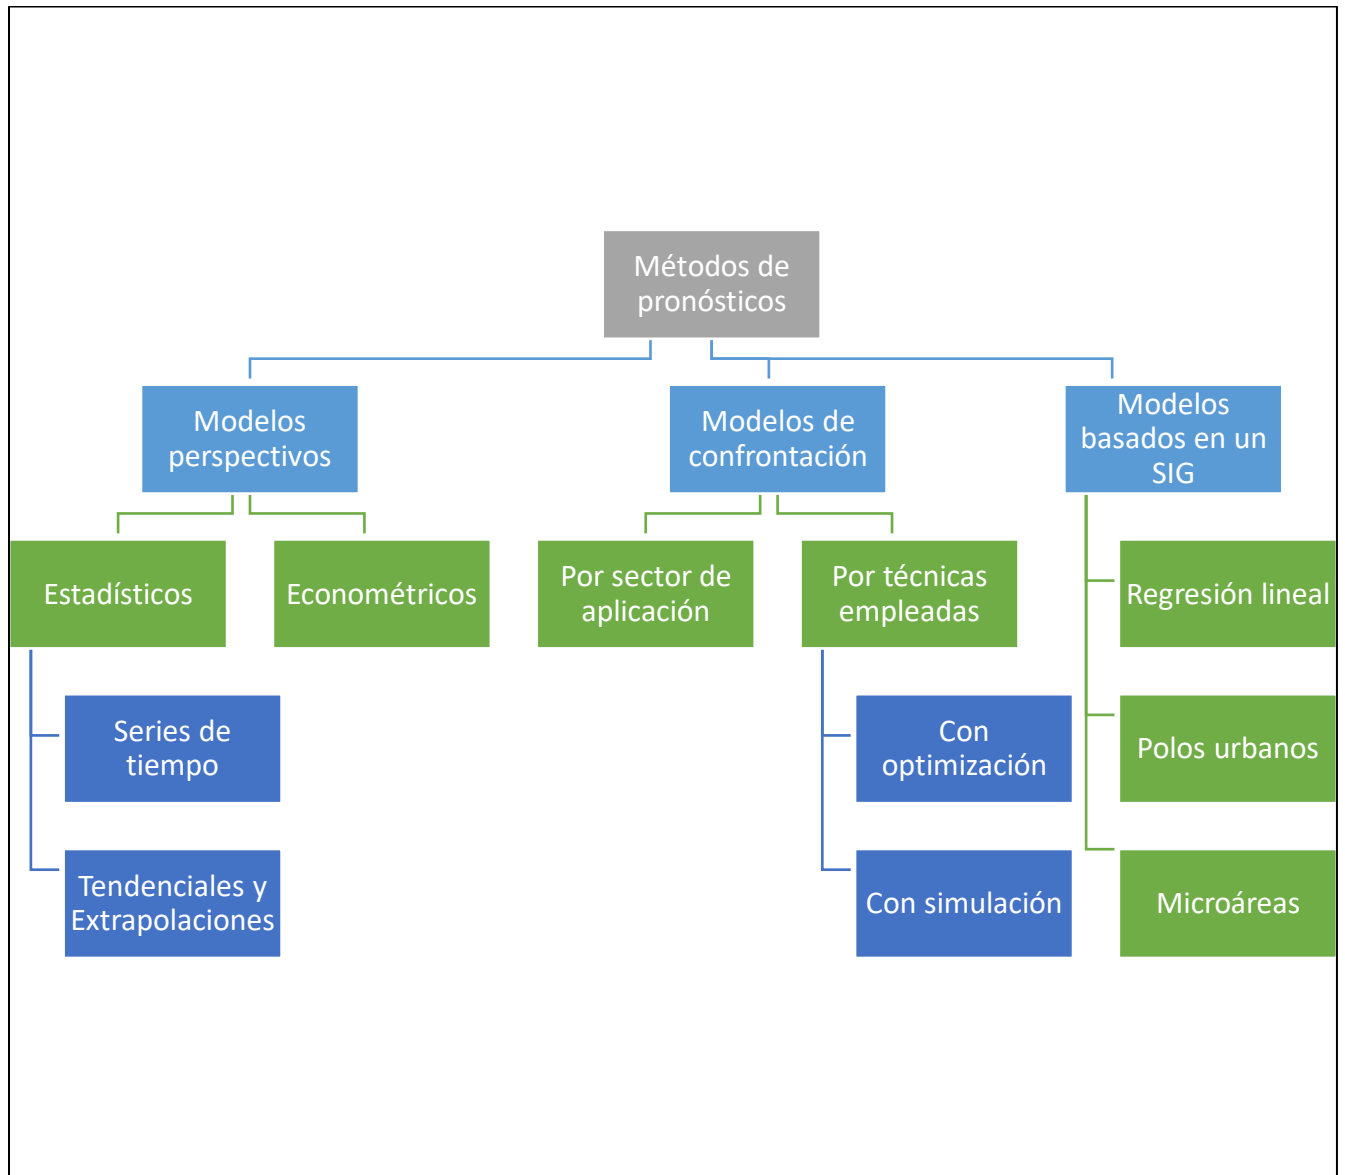 Métodos de
pronósticos
Modelos
perspectivos
Modelos de
confrontación
Modelos
basados en un
SIG
Estadísticos
Econométricos
Por sector de
aplicación
Por técnicas
empleadas
Regresión lineal
Series de
tiempo
Con
optimización
Polos urbanos
Tendenciales y
Extrapolaciones
Con simulación
Microáreas